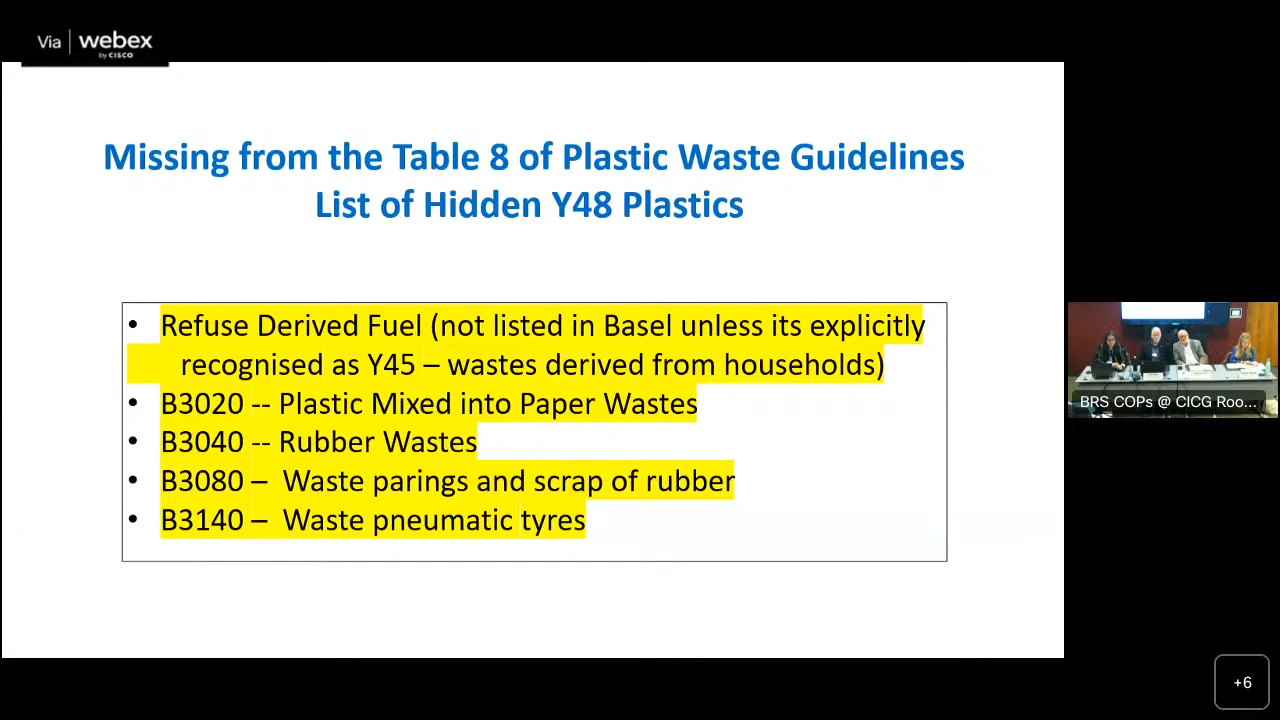 Via | webex
by CISCO
Missing from the Table 8 of Plastic Waste Guidelines
List of Hidden Y48 Plastics
• Refuse Derived Fuel (not listed in Basel unless its explicitly
recognised as Y45 – wastes derived from households)
• B3020 -- Plastic Mixed into Paper Wastes
• B3040 -- Rubber Wastes
• B3080 – Waste parings and scrap of rubber
• B3140 – Waste pneumatic tyres
BRS COPs @ CICG Roo...
+6